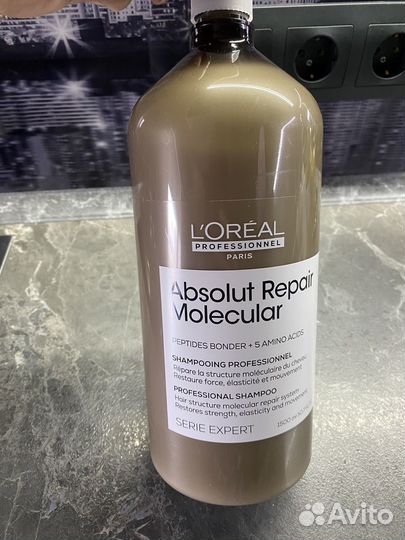 L'ORÉAL
PROFESSIONNEL
PARIS
Absolut Repair
Molecular
PEPTIDES BONDER + 5 AMINO ACIDS
SHAMPOOING PROFESSIONNEL
Répare la structure moléculaire du cheveu
Restaure force, élasticité et mouvement
PROFESSIONAL SHAMPOO
Hair structure molecular repair system
Restores strength, elasticity and movement
SERIE EXPERT
1500 ml
Avito